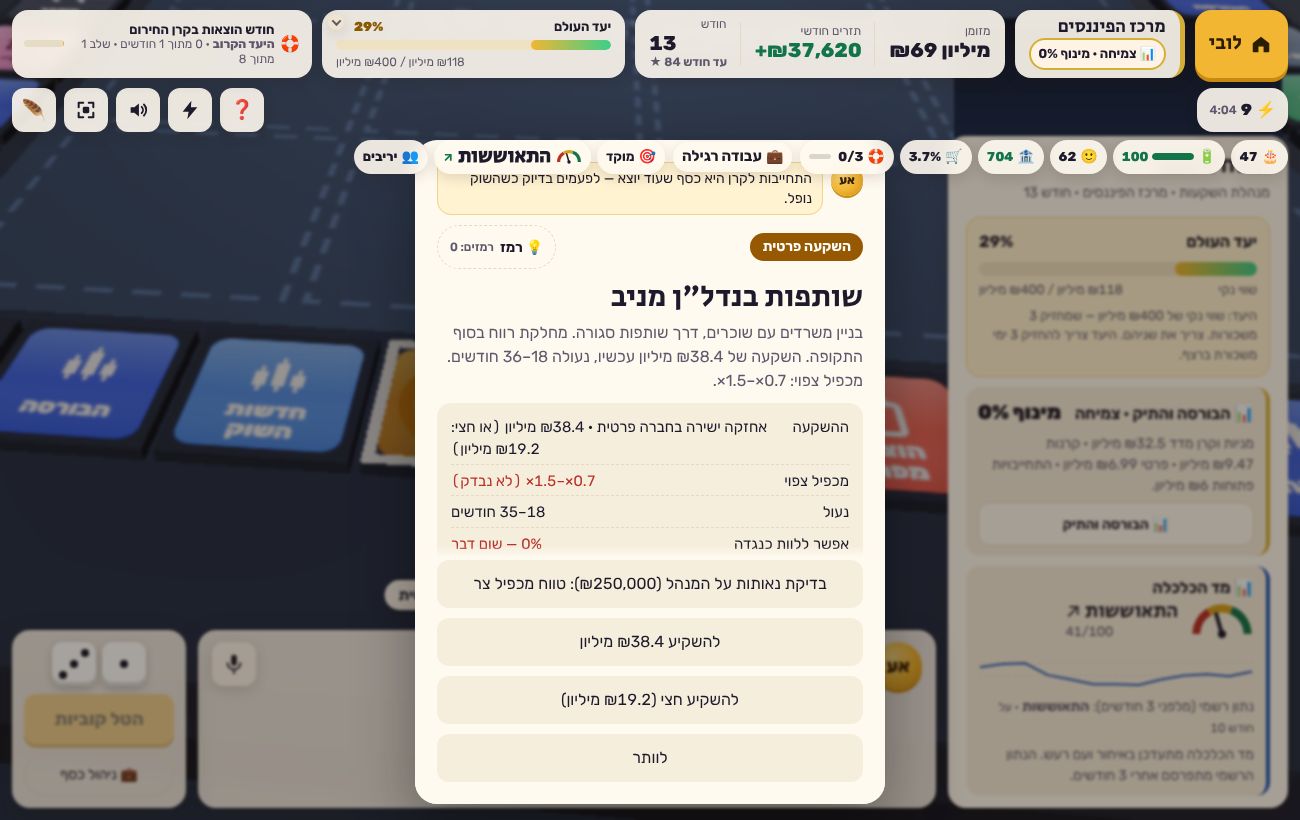 לובי
מרכז הפיננסים
📊 צמיחה · מינוף 0%
מזומן
₪69 מיליון
תזרים חודשי
+₪37,620
חודש
13
עד חודש 84 ★
יעד העולם
29%
₪118 מיליון / ₪400 מיליון
חודש הוצאות בקרן החירום
היעד הקרוב · 0 מתוך 1 חודשים · שלב 1
מתוך 8
⚡ 9 4:04
🎂 47
🔋 100
🙂 62
🏦 704
🛒 3.7%
🛟 0/3
💼 עבודה רגילה
🎯 מוקד
התאוששות ↗
👥 יריבים
אע
התחייבות לקרן היא כסף שעוד יוצא — לפעמים בדיוק כשהשוק
נופל.
השקעה פרטית
💡 רמז רמזים: 0
שותפות בנדל״ן מניב
בניין משרדים עם שוכרים, דרך שותפות סגורה. מחלקת רווח בסוף
התקופה. השקעה של ₪38.4 מיליון עכשיו, נעולה 18–36 חודשים.
מכפיל צפוי: 0.7×–1.5×.
ההשקעה
אחזקה ישירה בחברה פרטית · ₪38.4 מיליון (או חצי:
₪19.2 מיליון)
מכפיל צפוי
0.7×–1.5× (לא נבדק)
נעול
18–35 חודשים
אפשר ללוות כנגדה
0% — שום דבר
בדיקת נאותות על המנהל (₪250,000): טווח מכפיל צר
להשקיע ₪38.4 מיליון
להשקיע חצי (₪19.2 מיליון)
לוותר
מנהלת השקעות · מרכז הפיננסים · חודש 13
יעד העולם
29%
שווי נקי
₪118 מיליון / ₪400 מיליון
היעד: שווי נקי של ₪400 מיליון — שמחזיק 3
משכורות. צריך את שניהם. היעד צריך להחזיק 3 ימי
משכורת ברצף.
📊 הבורסה והתיק · צמיחה
מינוף 0%
מניות וקרן מדד ₪32.5 מיליון · קרנות
₪9.47 מיליון · פרטי ₪6.99 מיליון · התחייבויות
פתוחות ₪6 מיליון.
📊 הבורסה והתיק
📊 מד הכלכלה
התאוששות ↗
41/100
נתון רשמי (מלפני 3 חודשים): התאוששות · על
חודש 10
מד הכלכלה מתעדכן באיחור ועם רעש. הנתון
הרשמי מתפרסם אחרי 3 חודשים.
אע
הטל קוביות
💼 ניהול כסף
חדשות
השוק
הבורסה